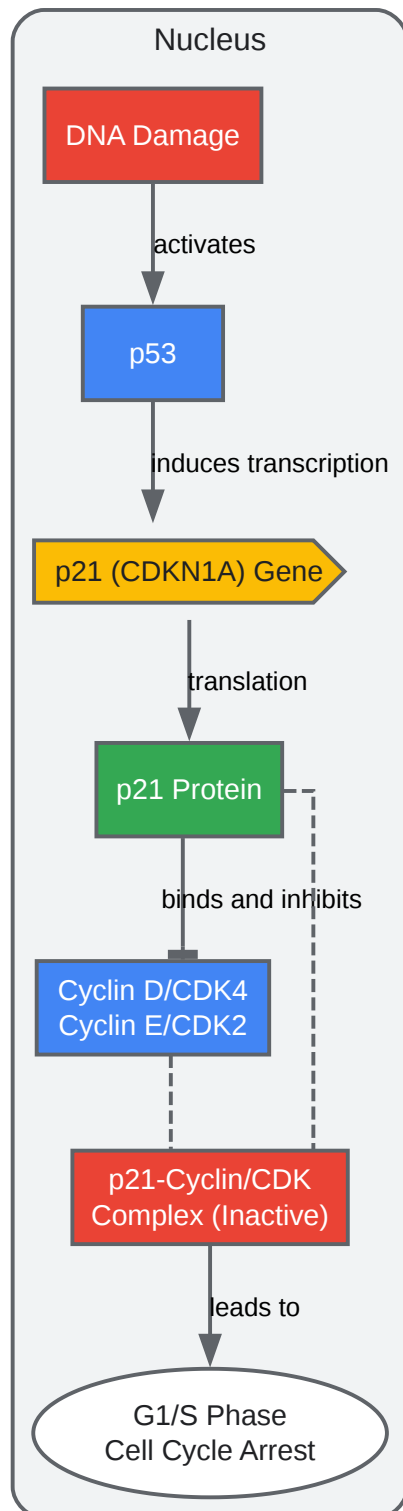 Nucleus
DNA Damage
activates
p53
induces transcription
p21 (CDKN1A) Gene
translation
p21 Protein
binds and inhibits
Cyclin D/CDK4
Cyclin E/CDK2
p21-Cyclin/CDK
Complex (Inactive)
leads to
G1/S Phase
Cell Cycle Arrest